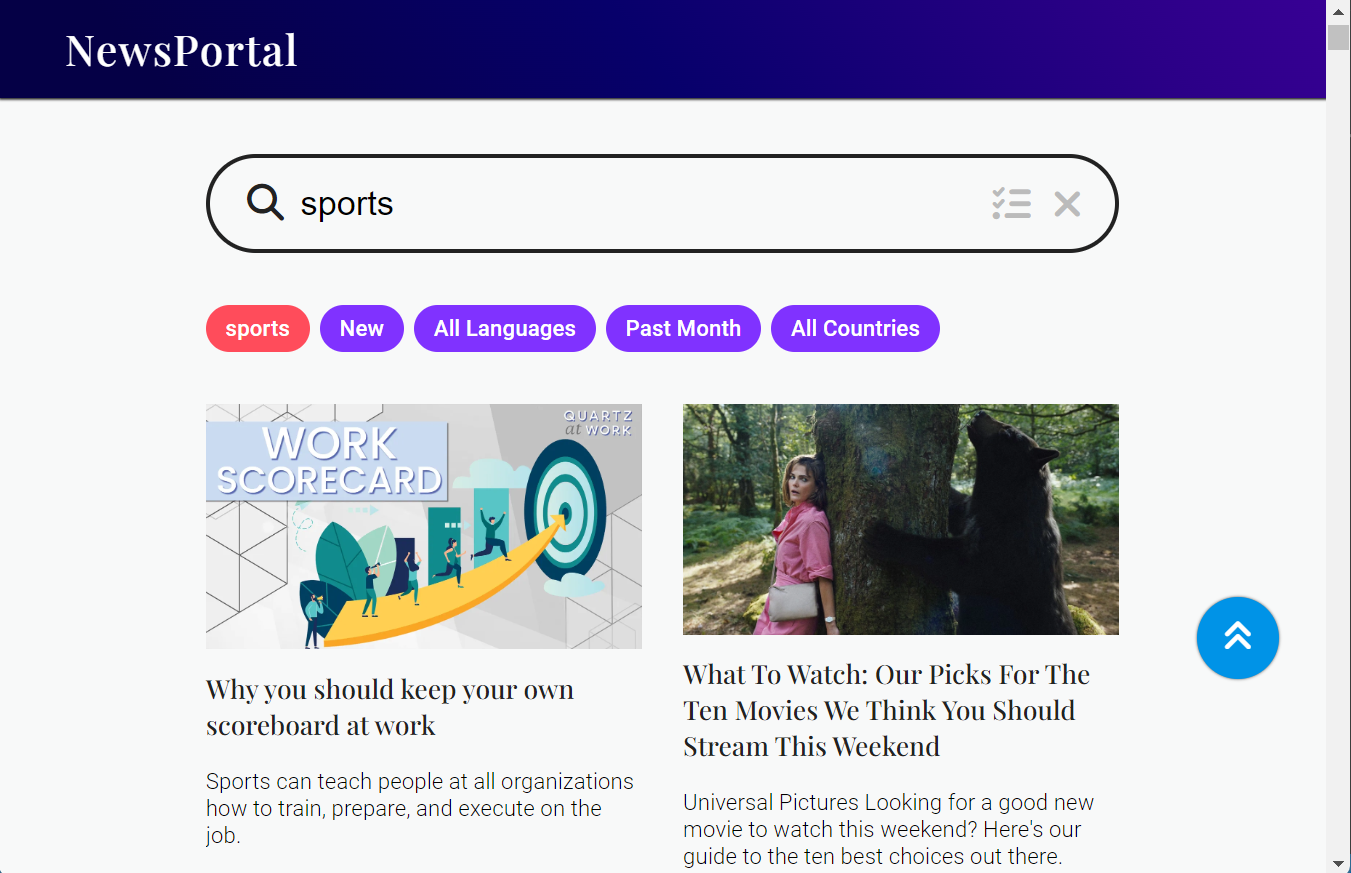 NewsPortal
sports
sports
New
All Languages
Past Month
All Countries
QUARTZ
at WORK
WORK
SCORECARD
Why you should keep your own
scoreboard at work
Sports can teach people at all organizations
how to train, prepare, and execute on the
job.
What To Watch: Our Picks For The
Ten Movies We Think You Should
Stream This Weekend
Universal Pictures Looking for a good new
movie to watch this weekend? Here's our
guide to the ten best choices out there.